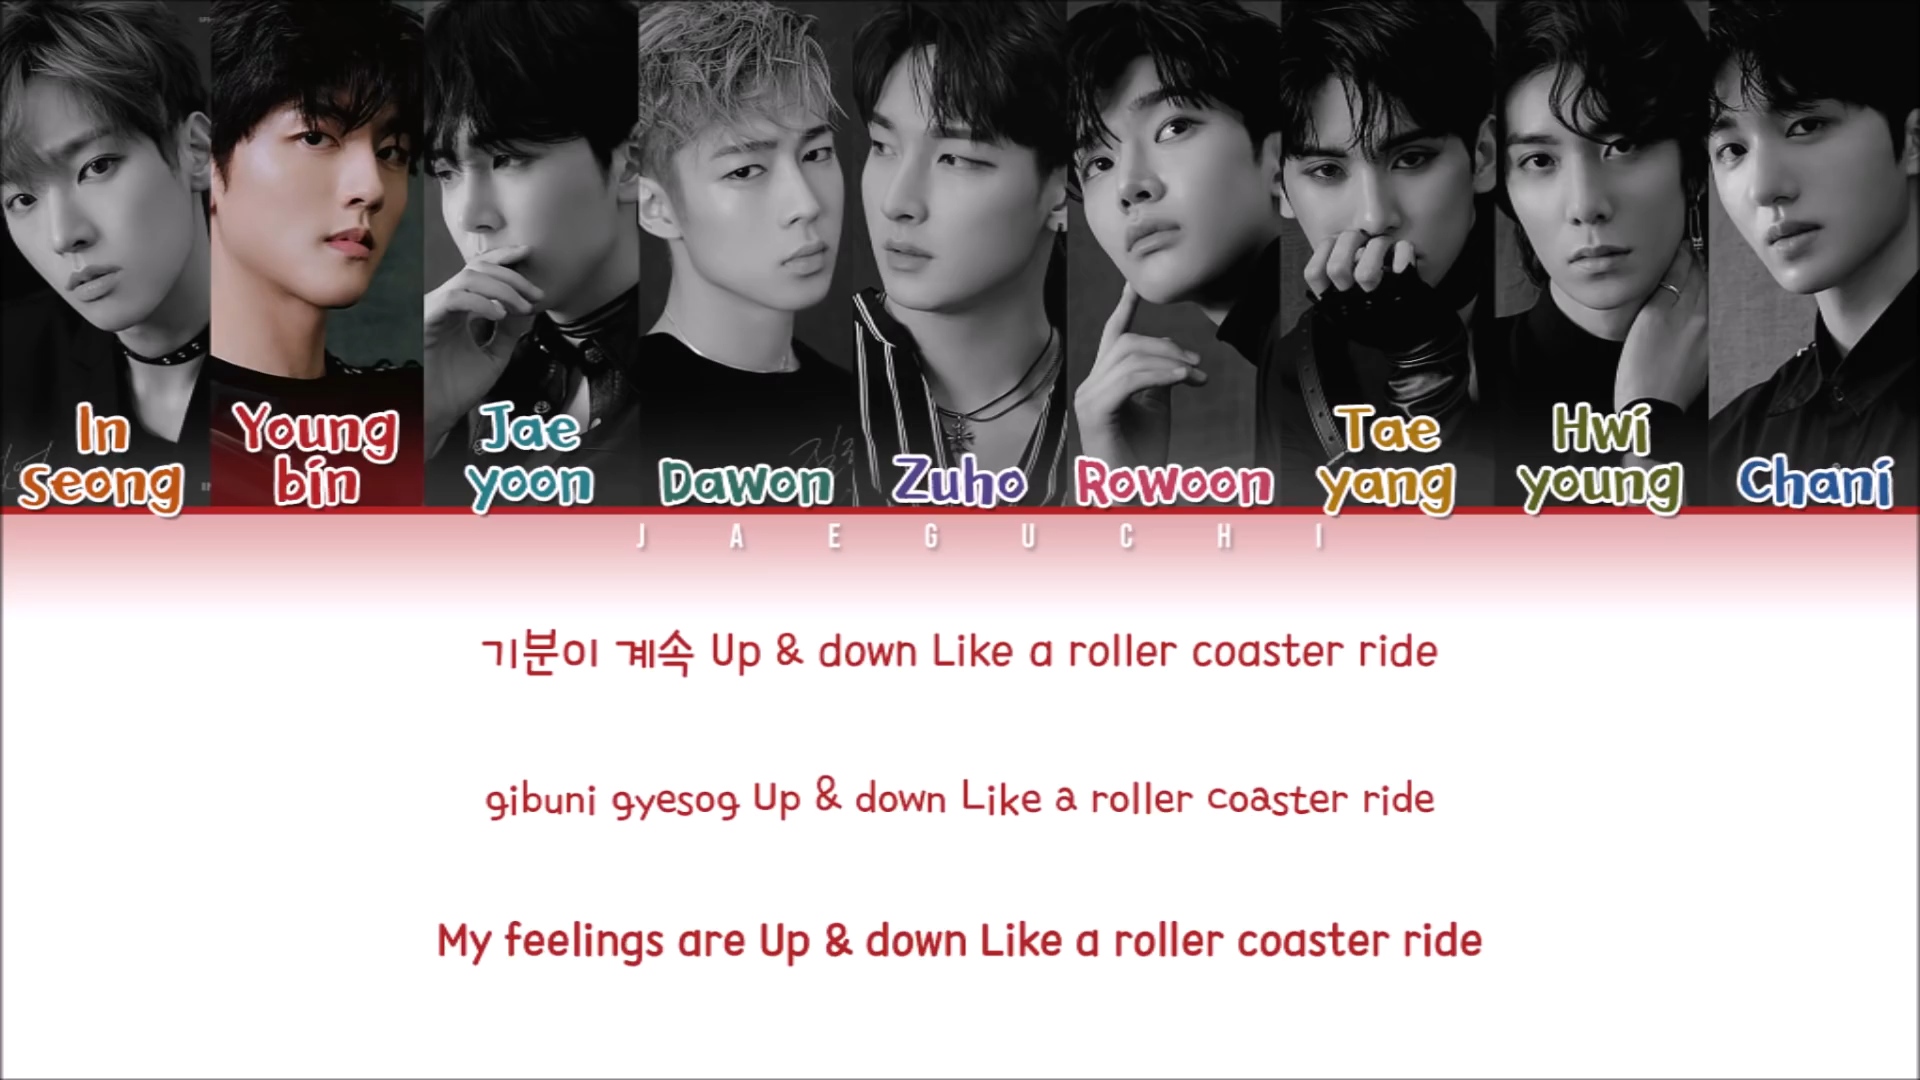 In
seong
Young
bin
Jae
yoon
Dawon
Zuho
Rowoon
Tae
yang
Hwi
young
Chani
JAEGUCHI
기분이 계속 Up & down Like a roller coaster ride
gibuni gyesog Up & down Like a roller coaster ride
My feelings are Up & down Like a roller coaster ride